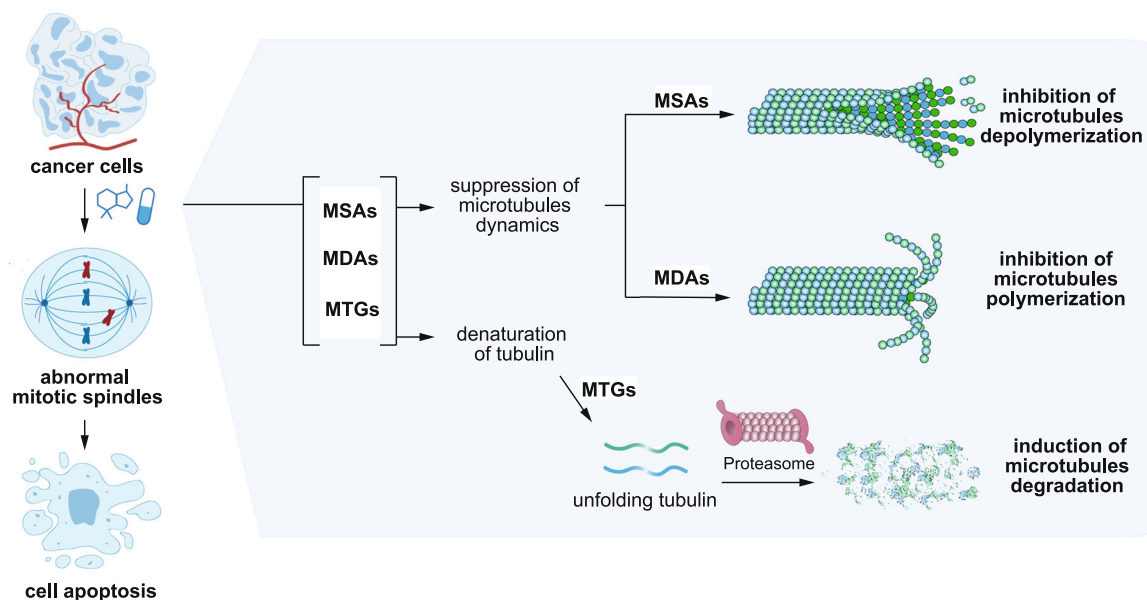 cancer cells
abnormal
mitotic spindles
cell apoptosis
MSAs
MDAs
MTGs
suppression of
microtubules
dynamics
denaturation
of tubulin
MSAs
inhibition of
microtubules
depolymerization
MDAs
inhibition of
microtubules
polymerization
MTGs
unfolding tubulin
Proteasome
induction of
microtubules
degradation